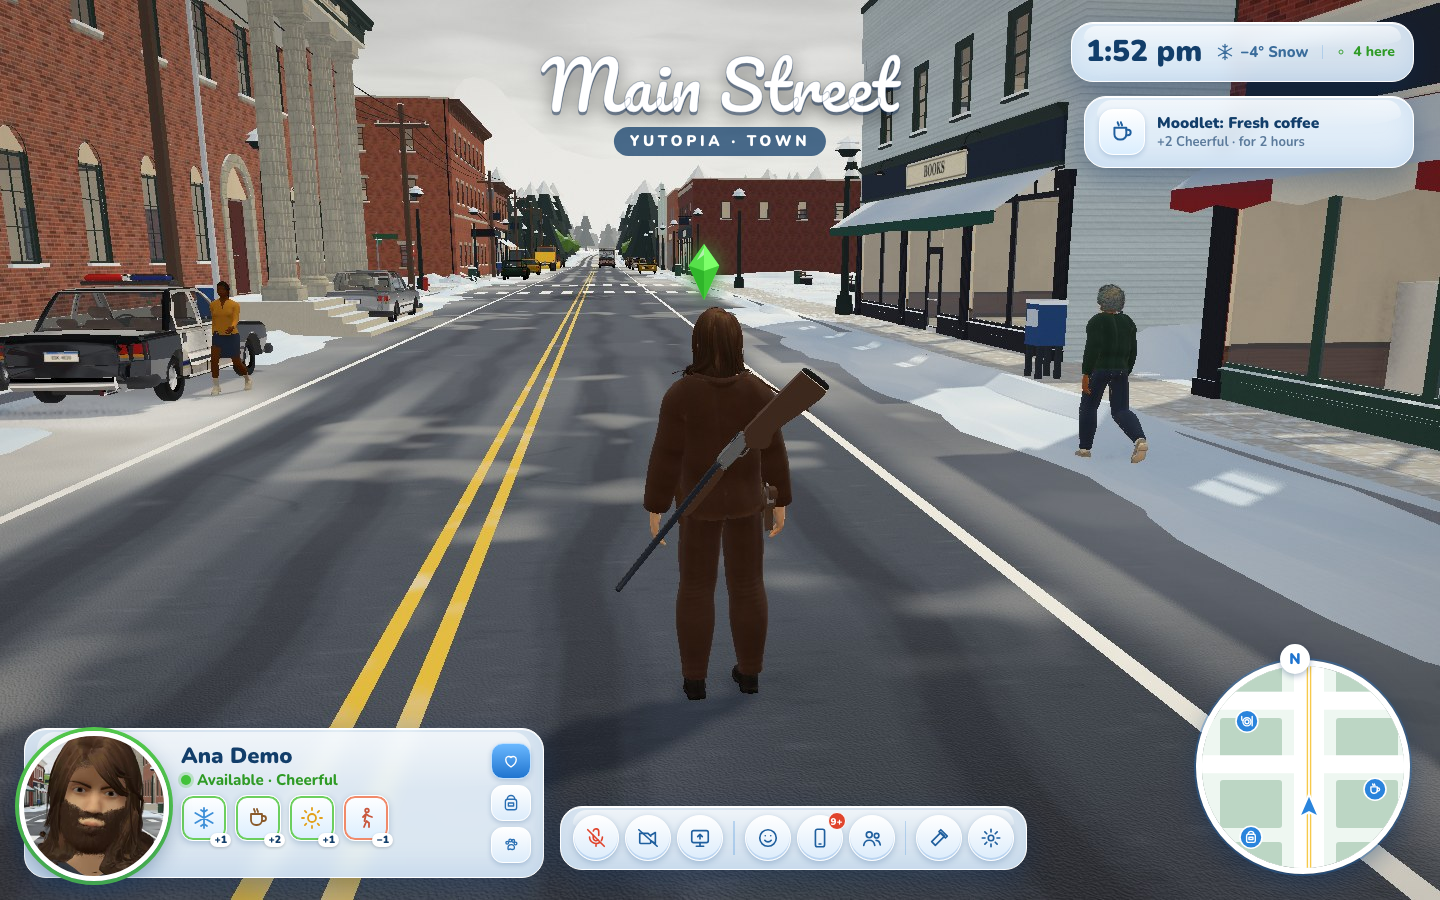 Main Street
YUTOPIA · TOWN
1:52 pm
−4° Snow
4 here
Moodlet: Fresh coffee
+2 Cheerful · for 2 hours
BOOKS
N
Ana Demo
Available · Cheerful
+1
+2
+1
−1
9+